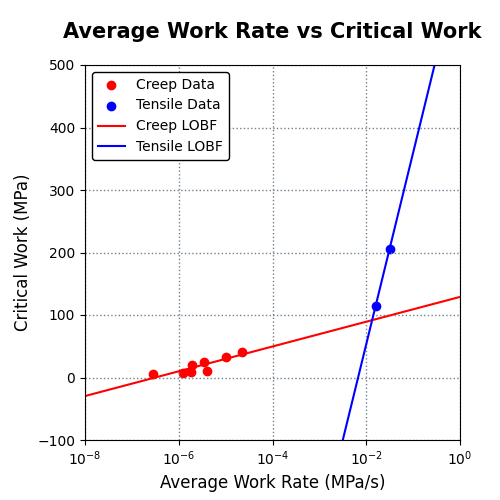 Average Work Rate vs Critical Work
Creep Data
Tensile Data
Creep LOBF
Tensile LOBF
500
400
300
200
100
0
−100
Critical Work (MPa)
10⁻⁸ 10⁻⁶ 10⁻⁴ 10⁻² 10⁰
Average Work Rate (MPa/s)